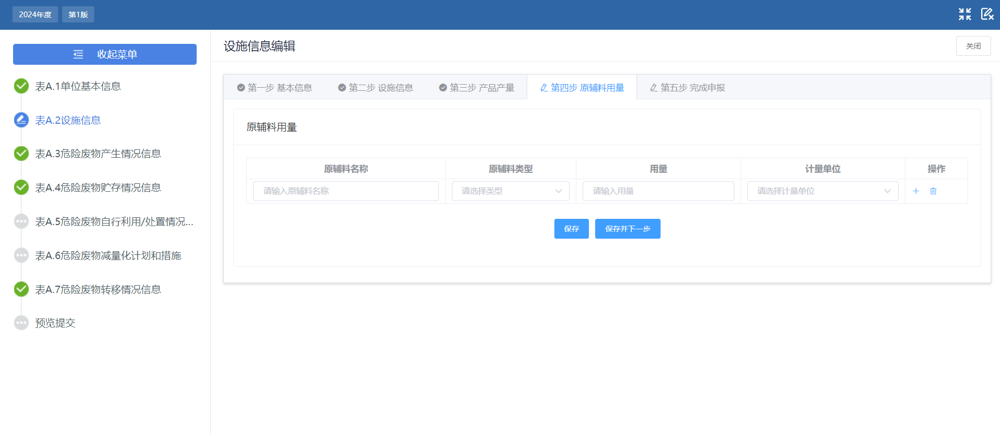 2024年度 第1版
收起菜单
表A.1单位基本信息
表A.2设施信息
表A.3危险废物产生情况信息
表A.4危险废物贮存情况信息
表A.5危险废物自行利用/处置情况...
表A.6危险废物减量化计划和措施
表A.7危险废物转移情况信息
预览提交
设施信息编辑
关闭
第一步 基本信息 第二步 设施信息 第三步 产品产量 第四步 原辅料用量 第五步 完成申报
原辅料用量
原辅料名称 原辅料类型 用量 计量单位 操作
请输入原辅料名称 请选择类型 请输入用量 请选择计量单位
保存 保存并下一步